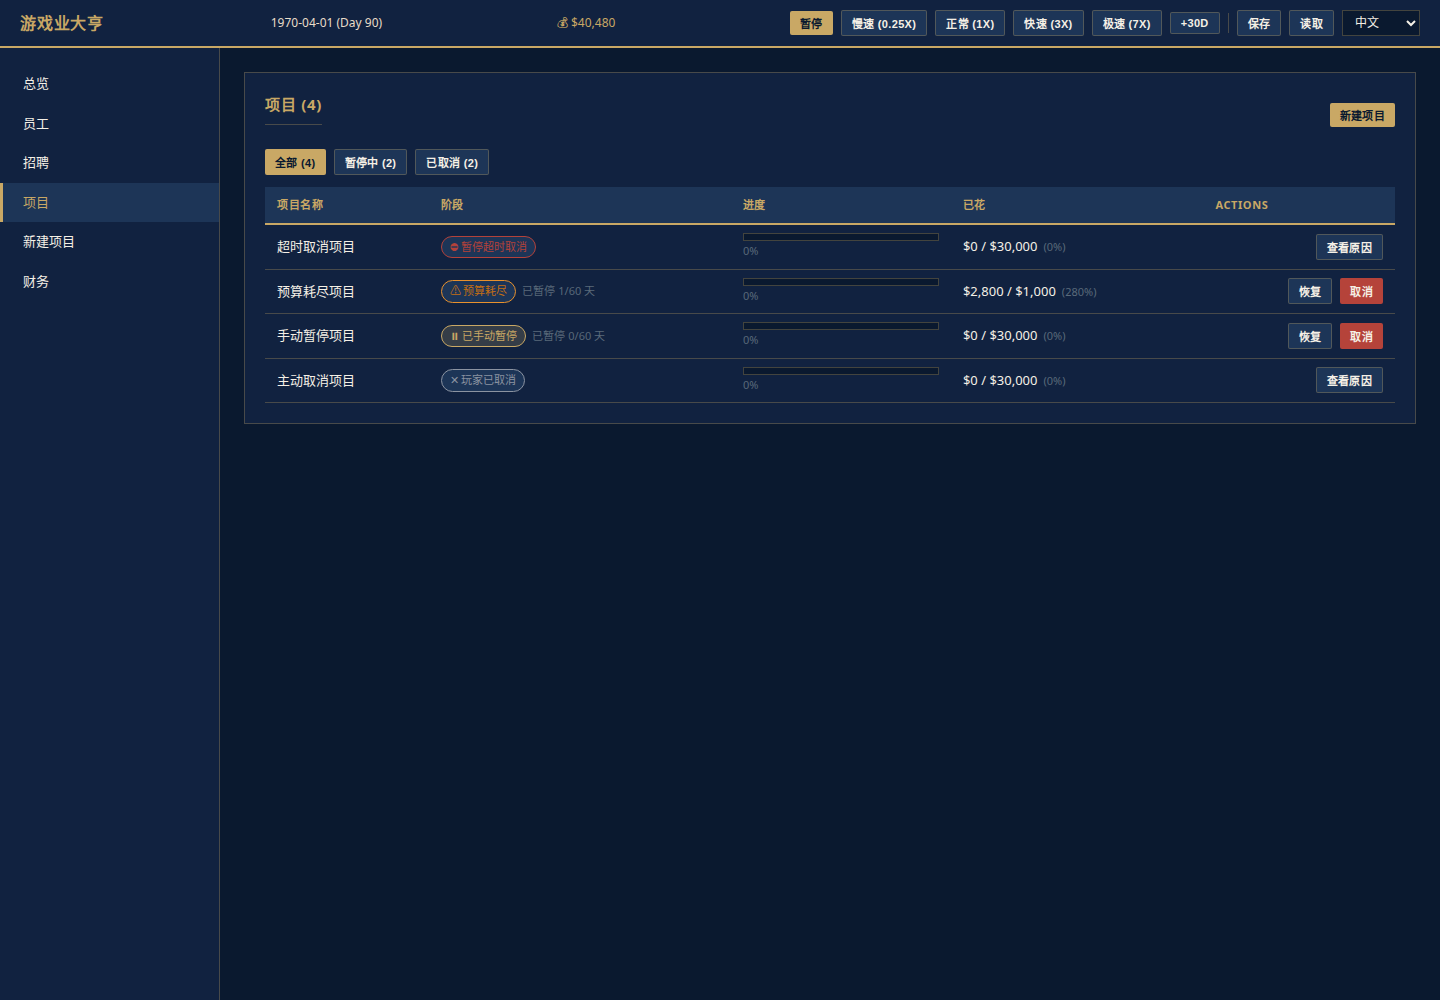 游戏业大亨 1970-04-01 (Day 90) 💰 $40,480 暂停 慢速 (0.25X) 正常 (1X) 快速 (3X) 极速 (7X) +30D 保存 读取 中文
总览
员工
招聘
项目
新建项目
财务
项目 (4)
新建项目
全部 (4) 暂停中 (2) 已取消 (2)
项目名称 阶段 进度 已花 ACTIONS
超时取消项目 ⛔ 暂停超时取消 0% $0 / $30,000 (0%) 查看原因
预算耗尽项目 ⚠ 预算耗尽 已暂停 1/60 天 0% $2,800 / $1,000 (280%) 恢复 取消
手动暂停项目 ⏸ 已手动暂停 已暂停 0/60 天 0% $0 / $30,000 (0%) 恢复 取消
主动取消项目 ✕ 玩家已取消 0% $0 / $30,000 (0%) 查看原因